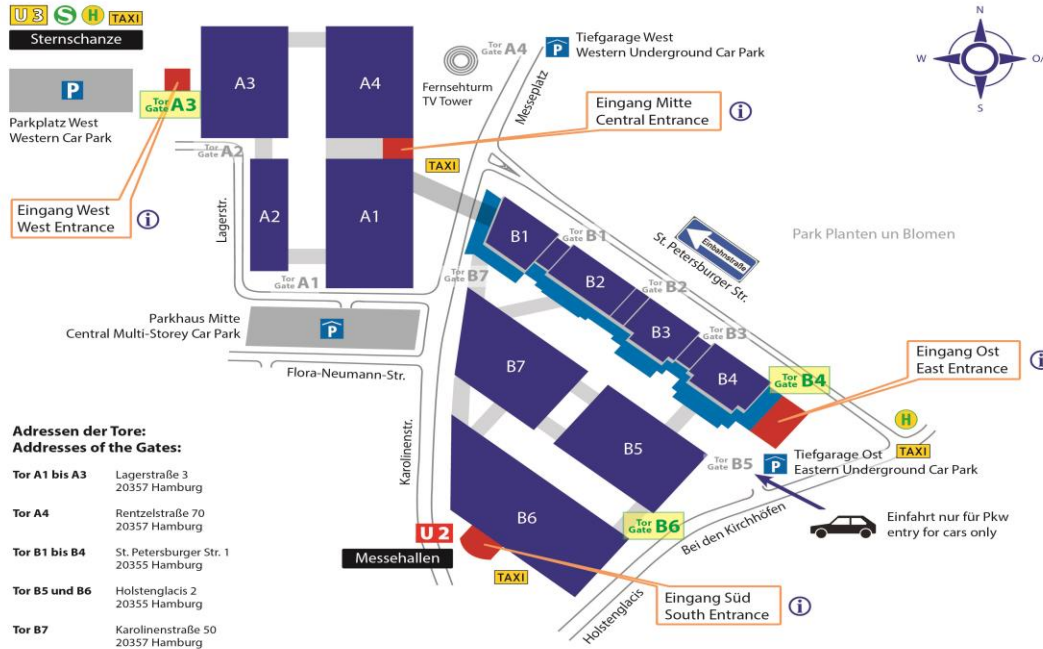 U3 S H TAXI
Sternschanze
P
Parkplatz West
Western Car Park
Tor
Gate A3
Eingang West
West Entrance
i
A3
A4
Tor
Gate A2
Lagerstr.
A2
A1
Tor
Gate A1
Fernsehturm
TV Tower
Tor
Gate A4
P
Tiefgarage West
Western Underground Car Park
Messeplatz
Eingang Mitte
Central Entrance
i
TAXI
N
W
O/
S
B1
Tor
Gate B1
B2
Tor
Gate B2
B3
Tor
Gate B3
B4
Tor
Gate B4
Einbahnstraße
St. Petersburger Str.
Park Planten un Blomen
Tor
Gate B7
Parkhaus Mitte
Central Multi-Storey Car Park
P
Flora-Neumann-Str.
Karolinenstr.
B7
B5
B6
Eingang Ost
East Entrance
i
H
TAXI
Tor
Gate B5
P
Tiefgarage Ost
Eastern Underground Car Park
Tor
Gate B6
Bei den Kirchhöfen
Einfahrt nur für Pkw
entry for cars only
U2
Messehallen
TAXI
Eingang Süd
South Entrance
i
Holstenglacis
Adressen der Tore:
Addresses of the Gates:
Tor A1 bis A3 Lagerstraße 3
20357 Hamburg
Tor A4 Rentzelstraße 70
20357 Hamburg
Tor B1 bis B4 St. Petersburger Str. 1
20355 Hamburg
Tor B5 und B6 Holstenglacis 2
20355 Hamburg
Tor B7 Karolinenstraße 50
20357 Hamburg